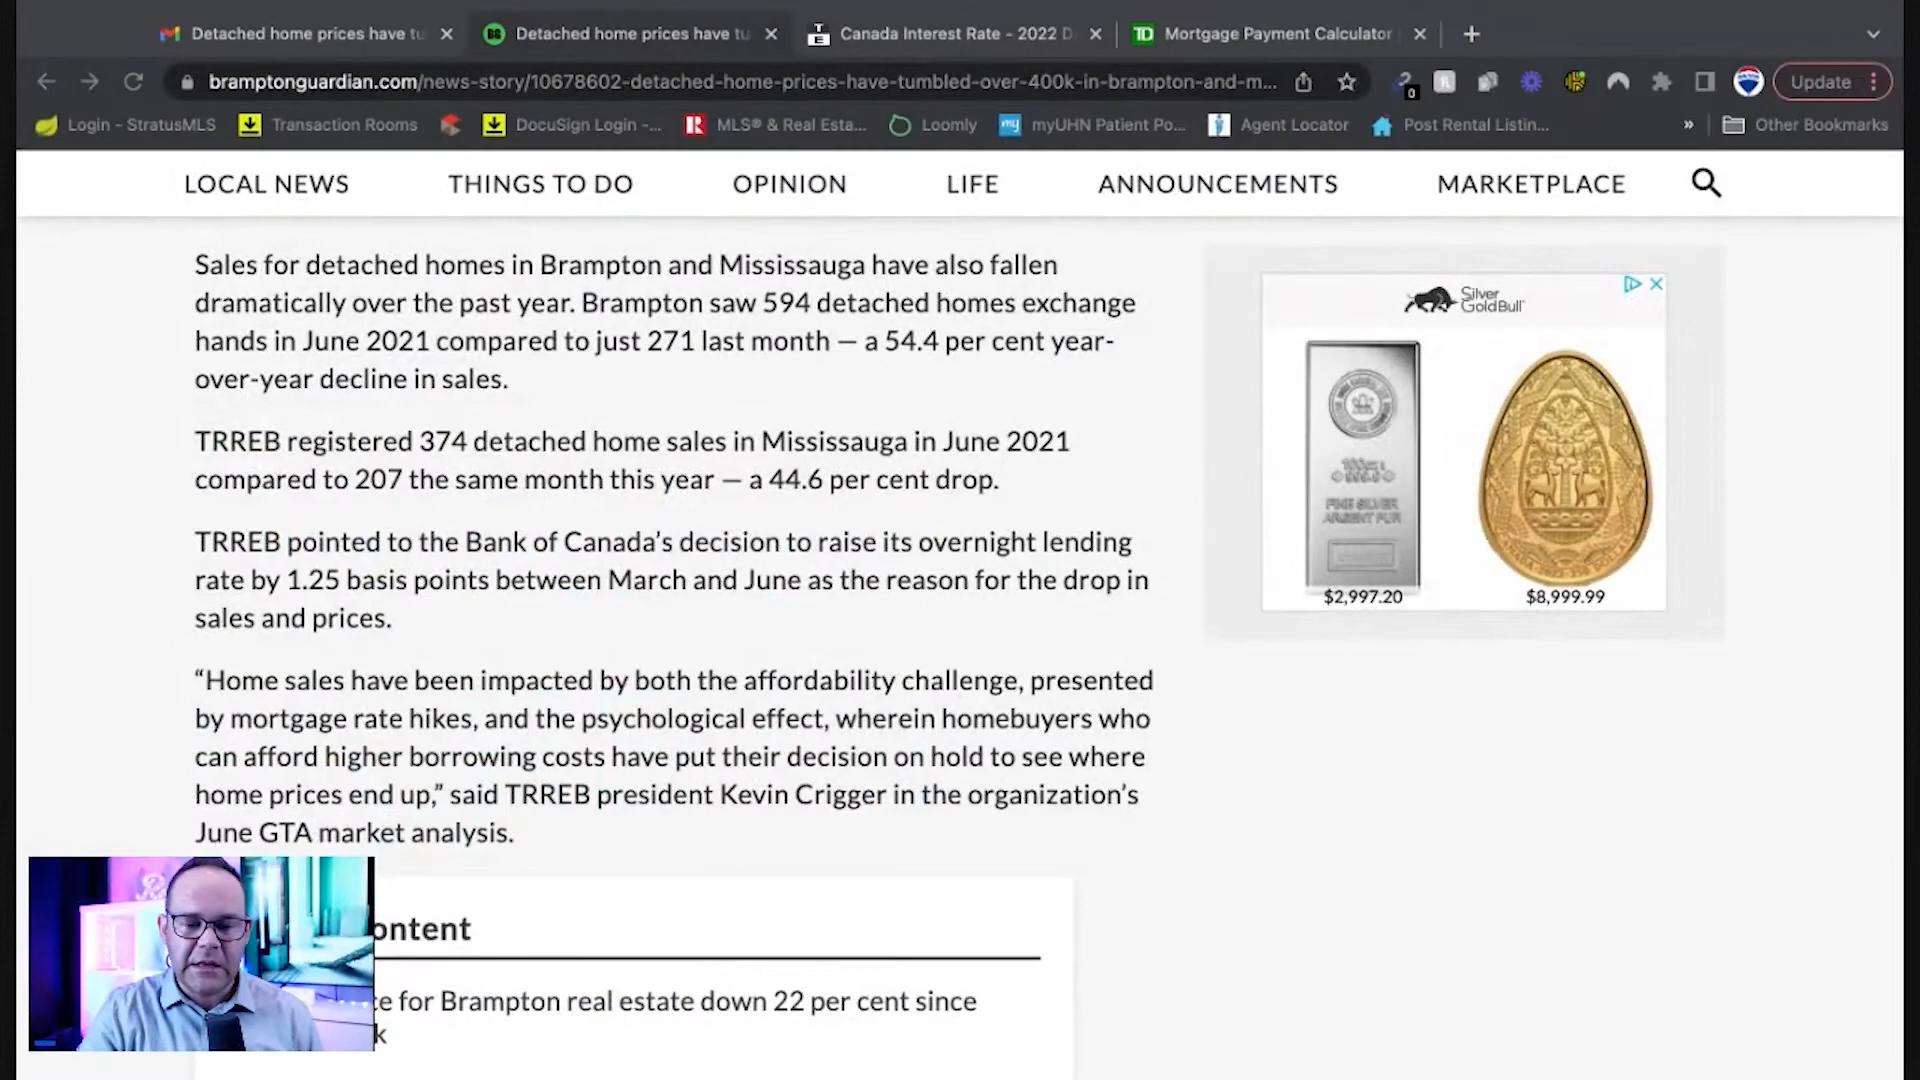 Detached home prices have tu
Detached home prices have tu
Canada Interest Rate - 2022 D
Mortgage Payment Calculator
bramptonguardian.com/news-story/10678602-detached-home-prices-have-tumbled-over-400k-in-brampton-and-m...
0
Update
Login - StratusMLS
Transaction Rooms
DocuSign Login -...
MLS® & Real Esta...
Loomly
my
myUHN Patient Po...
Agent Locator
Post Rental Listin...
»
Other Bookmarks
LOCAL NEWS
THINGS TO DO
OPINION
LIFE
ANNOUNCEMENTS
MARKETPLACE
Sales for detached homes in Brampton and Mississauga have also fallen
dramatically over the past year. Brampton saw 594 detached homes exchange
hands in June 2021 compared to just 271 last month — a 54.4 per cent year-
over-year decline in sales.
TRREB registered 374 detached home sales in Mississauga in June 2021
compared to 207 the same month this year — a 44.6 per cent drop.
TRREB pointed to the Bank of Canada’s decision to raise its overnight lending
rate by 1.25 basis points between March and June as the reason for the drop in
sales and prices.
“Home sales have been impacted by both the affordability challenge, presented
by mortgage rate hikes, and the psychological effect, wherein homebuyers who
can afford higher borrowing costs have put their decision on hold to see where
home prices end up,” said TRREB president Kevin Crigger in the organization’s
June GTA market analysis.
Silver
Gold Bull
FINE SILVER
ARGENT PUR
$2,997.20
$8,999.99
ontent
e for Brampton real estate down 22 per cent since
k